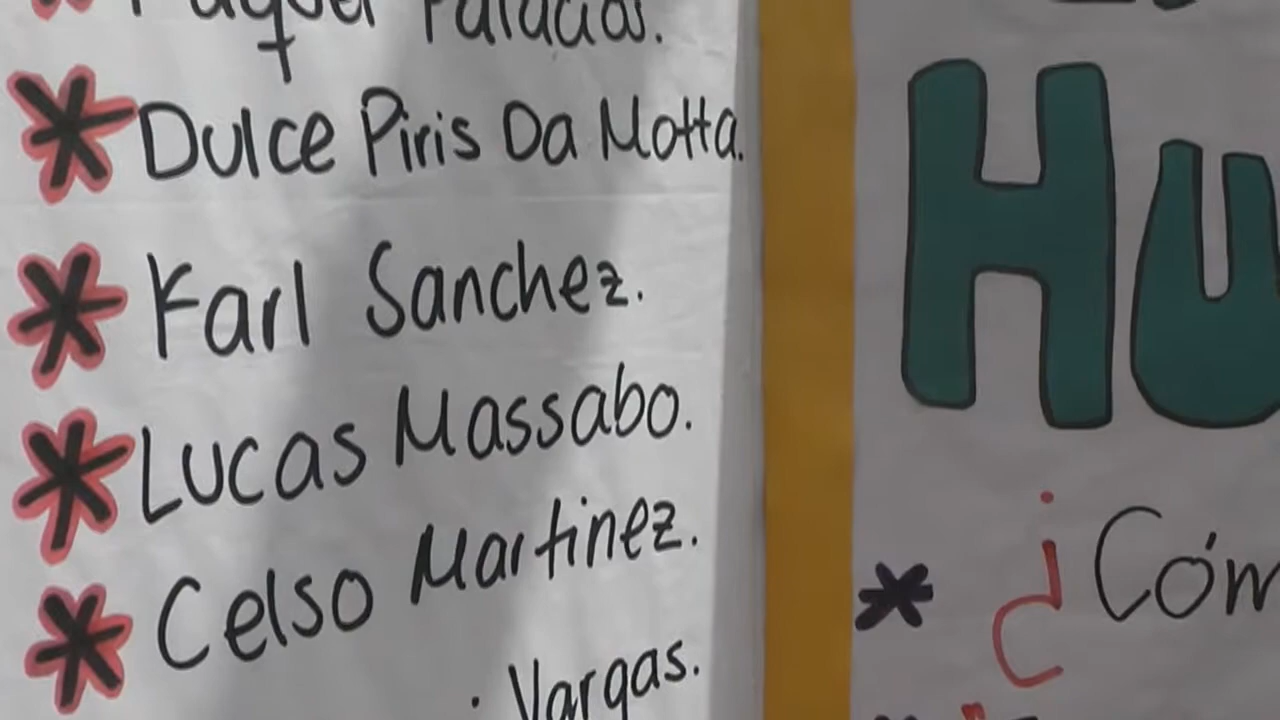 Dulce Piris Da Motta.
Karl Sanchez.
Lucas Massabo.
Celso Martinez.
Vargas.
Hu
¿Cóm